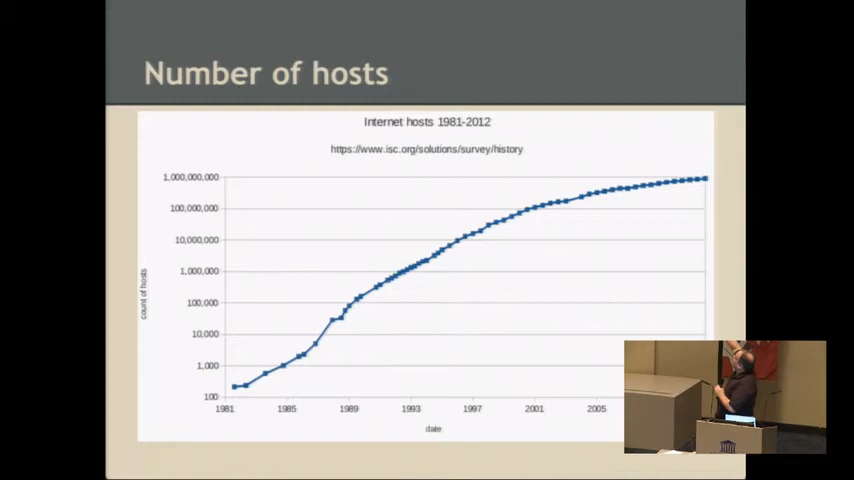 Number of hosts
Internet hosts 1981-2012
https://www.isc.org/solutions/survey/history
1,000,000,000
100,000,000
10,000,000
1,000,000
100,000
10,000
1,000
100
count of hosts
1981 1985 1989 1993 1997 2001 2005
date